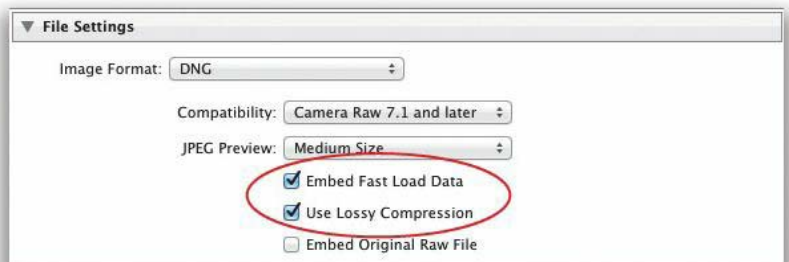 File Settings
Image Format: DNG
Compatibility: Camera Raw 7.1 and later
JPEG Preview: Medium Size
Embed Fast Load Data
Use Lossy Compression
Embed Original Raw File